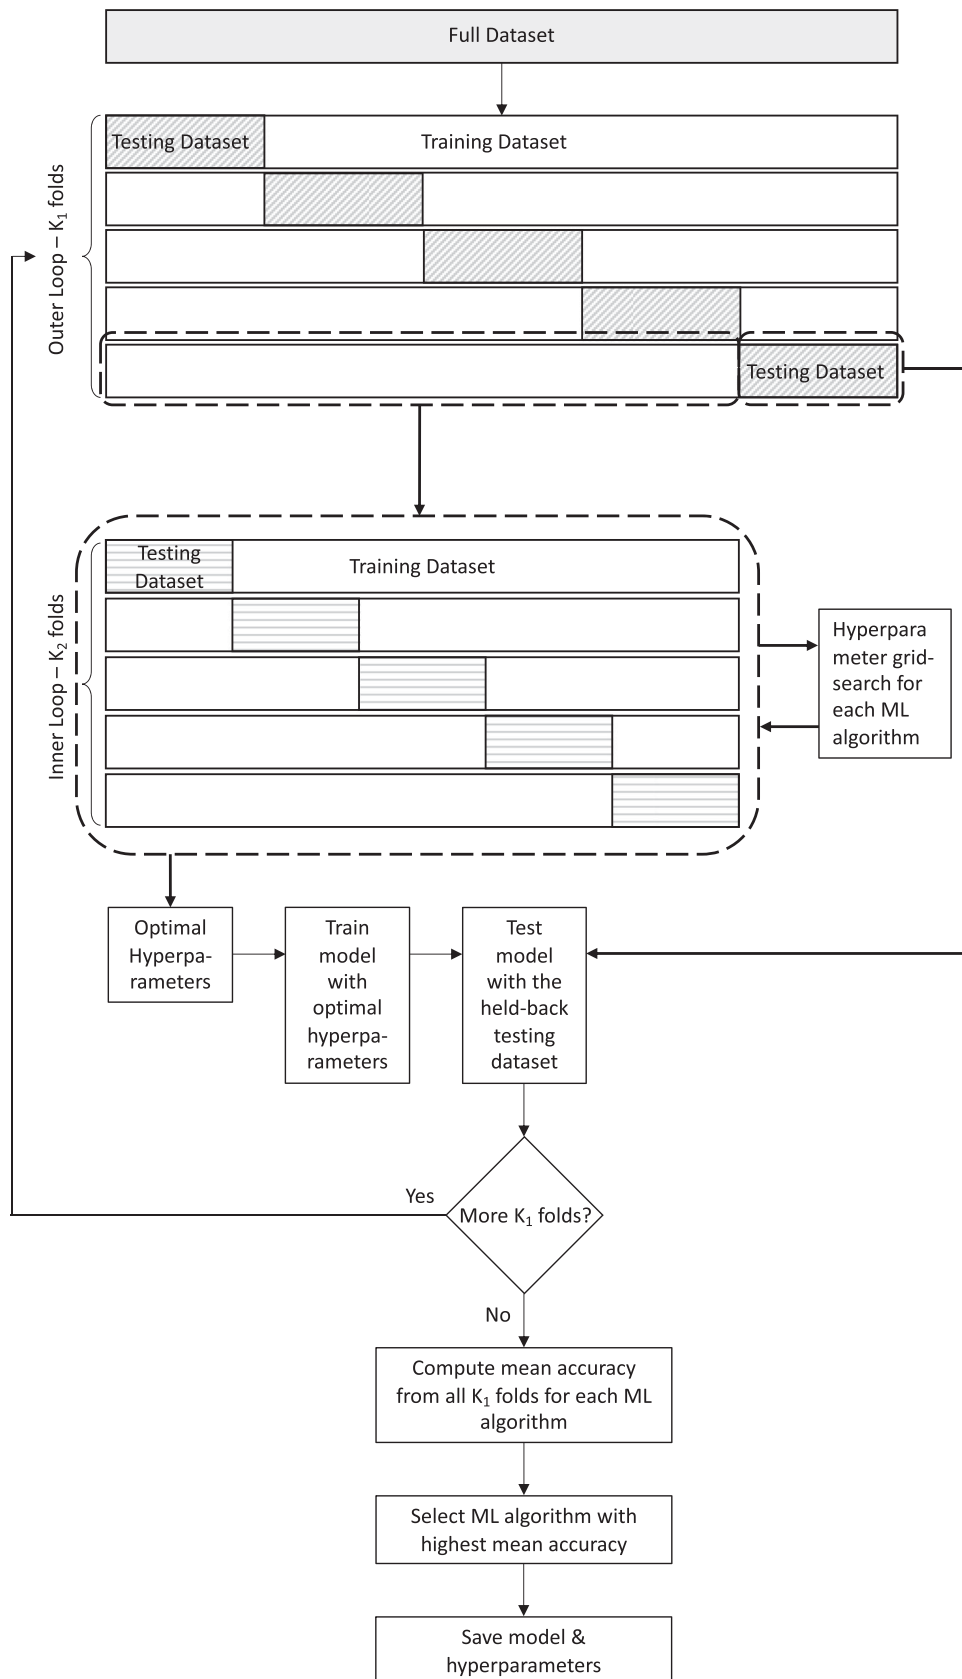 Full Dataset
Testing Dataset
Training Dataset
Outer Loop – K₁ folds
Testing Dataset
Testing
Dataset
Training Dataset
Inner Loop – K₂ folds
Hyperpara
meter grid-
search for
each ML
algorithm
Optimal
Hyperpa-
rameters
Train
model
with
optimal
hyperpa-
rameters
Test
model
with the
held-back
testing
dataset
Yes
More K₁ folds?
No
Compute mean accuracy
from all K₁ folds for each ML
algorithm
Select ML algorithm with
highest mean accuracy
Save model &
hyperparameters